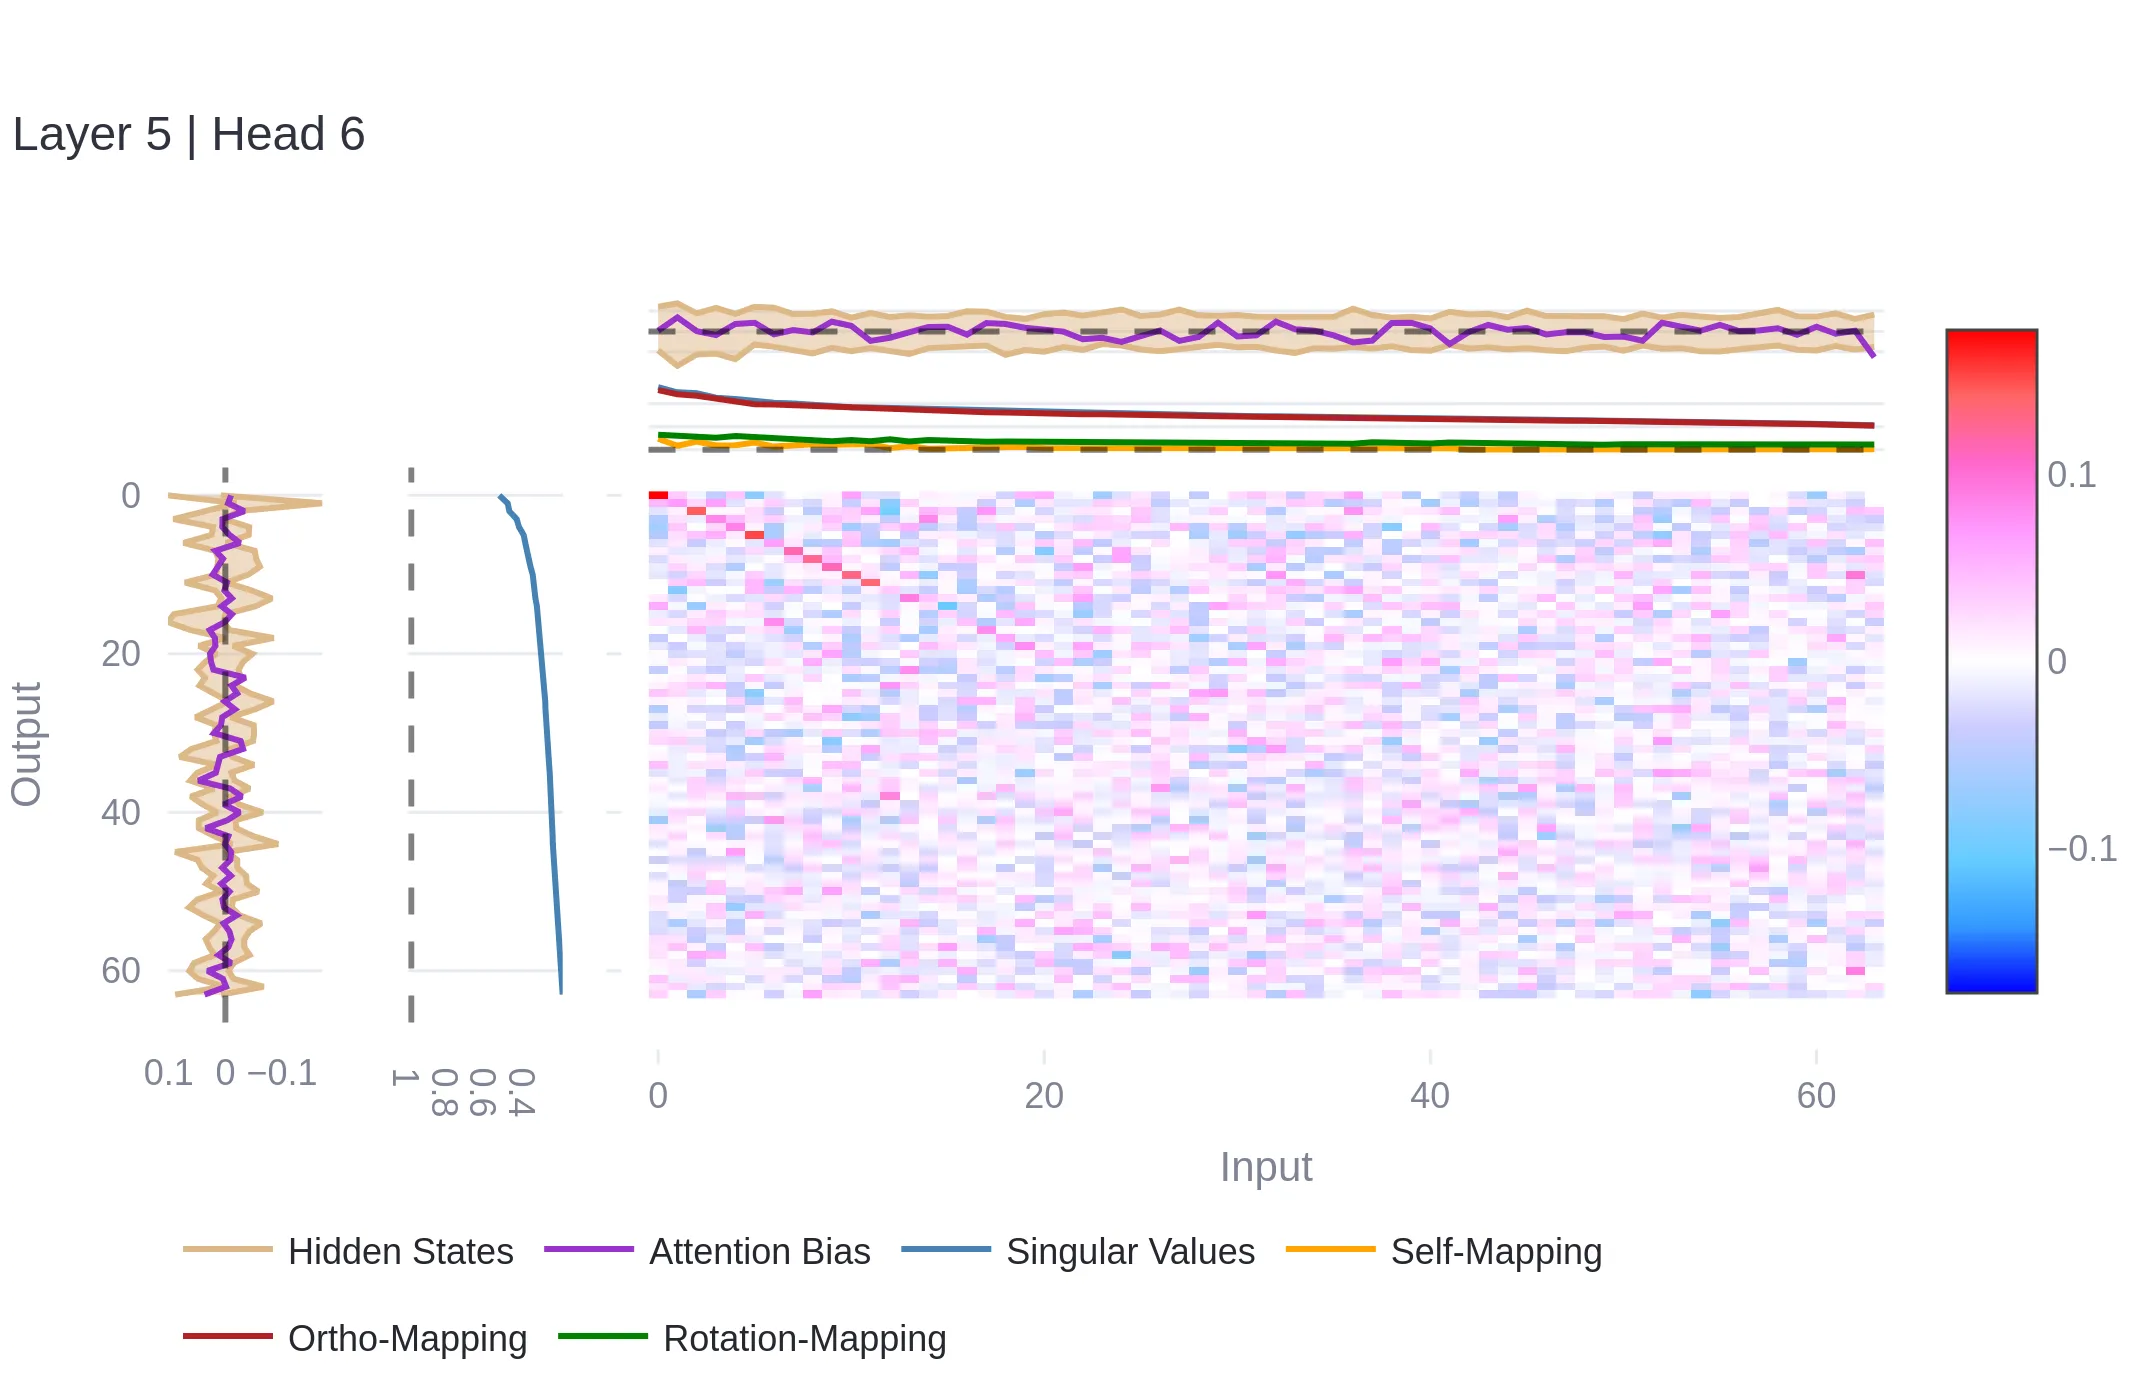 Layer 5 | Head 6
0
20
40
60
Output
0.1 0 −0.1
1
0.8
0.6
0.4
0 20 40 60
Input
0.1
0
−0.1
Hidden States Attention Bias Singular Values Self-Mapping
Ortho-Mapping Rotation-Mapping